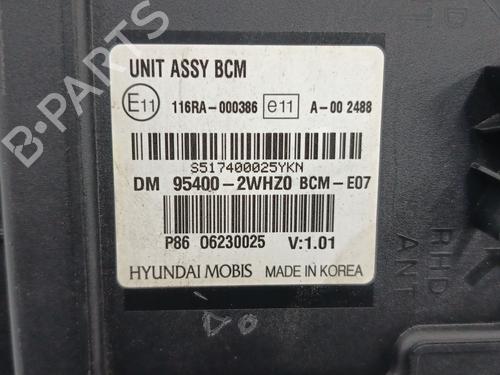 UNIT ASSY BCM
E11 116RA-000386 e11 A-00 2488
S517400025YKN
DM 95400-2WHZ0 BCM-E07
P86 06230025 V:1.01
HYUNDAI MOBIS MADE IN KOREA
RHD
ANT
B-PARTS